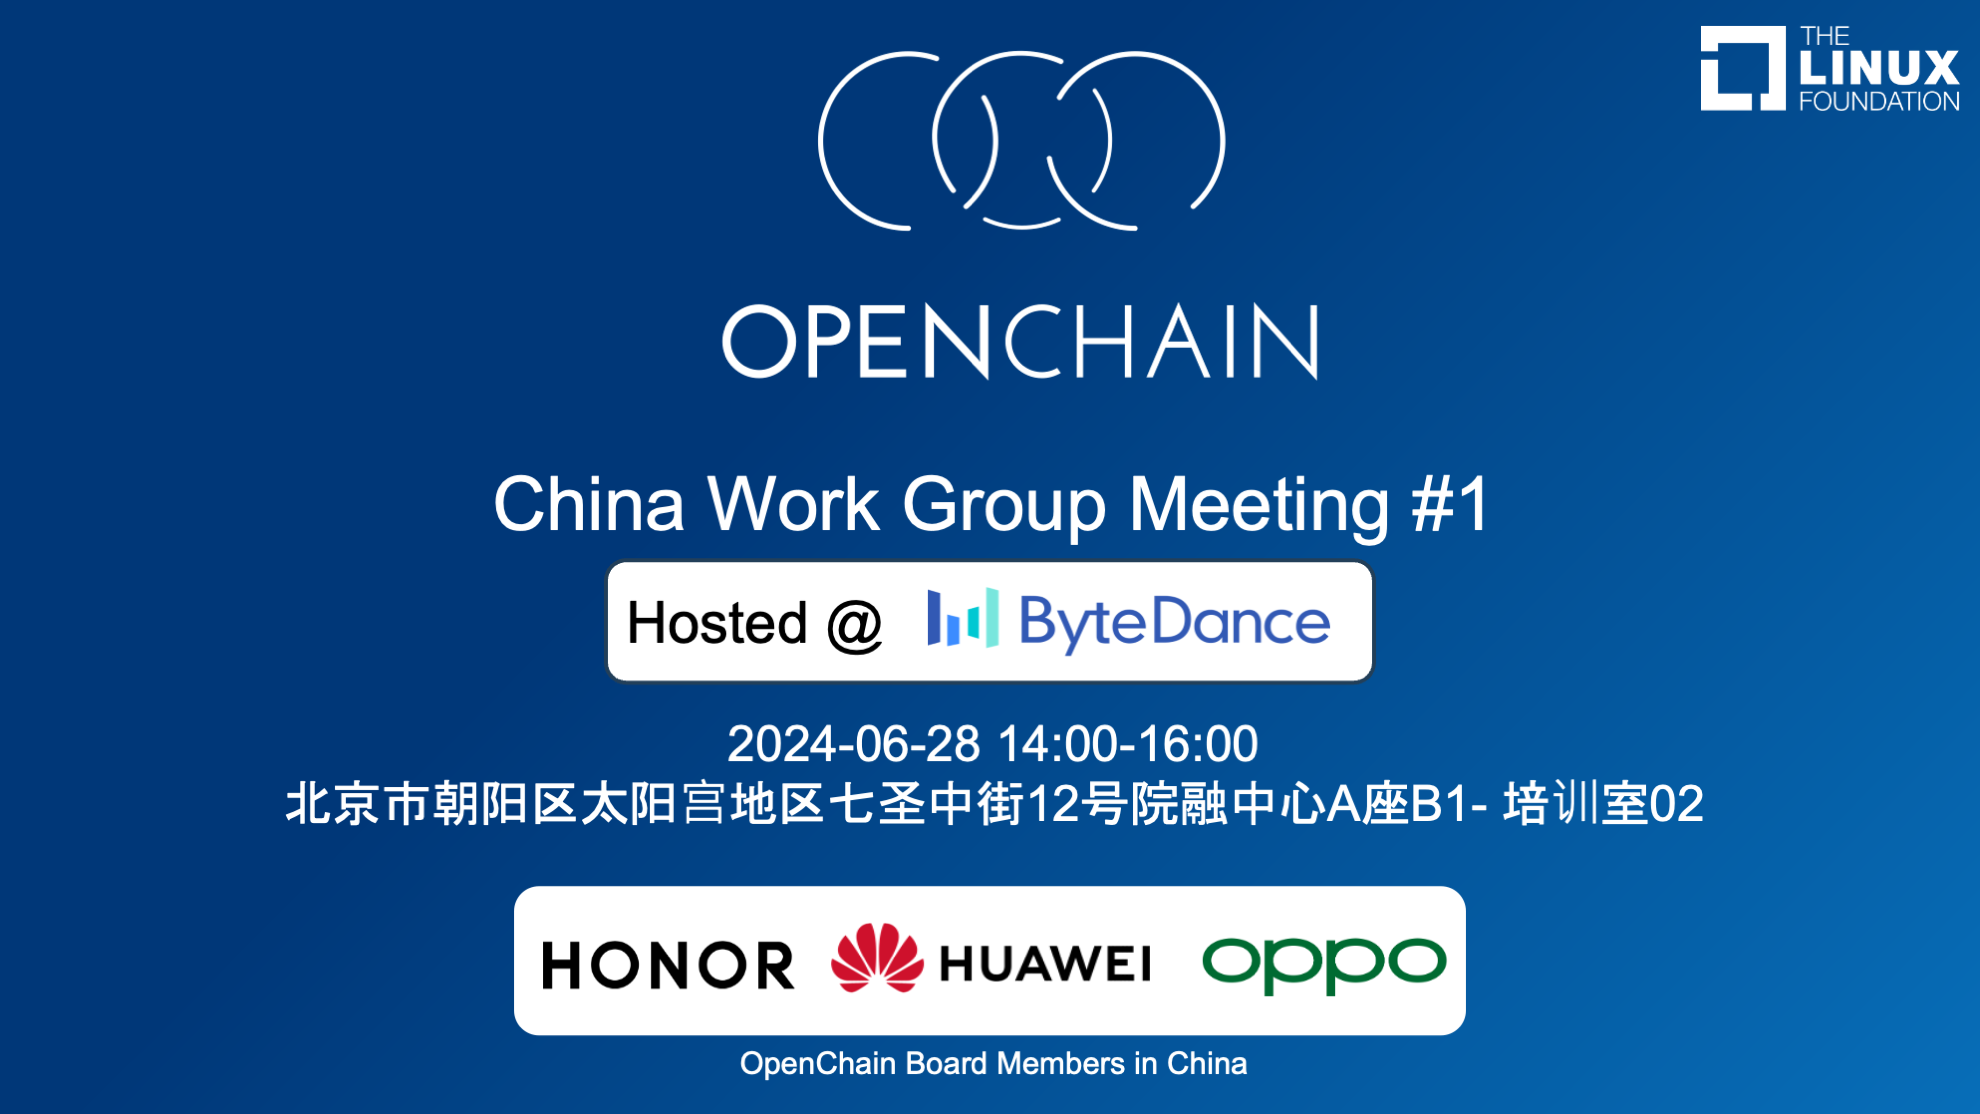 THE
LINUX
FOUNDATION
OPENCHAIN
China Work Group Meeting #1
Hosted @ ByteDance
2024-06-28 14:00-16:00
北京市朝阳区太阳宫地区七圣中街12号院融中心A座B1- 培训室02
HONOR HUAWEI oppo
OpenChain Board Members in China